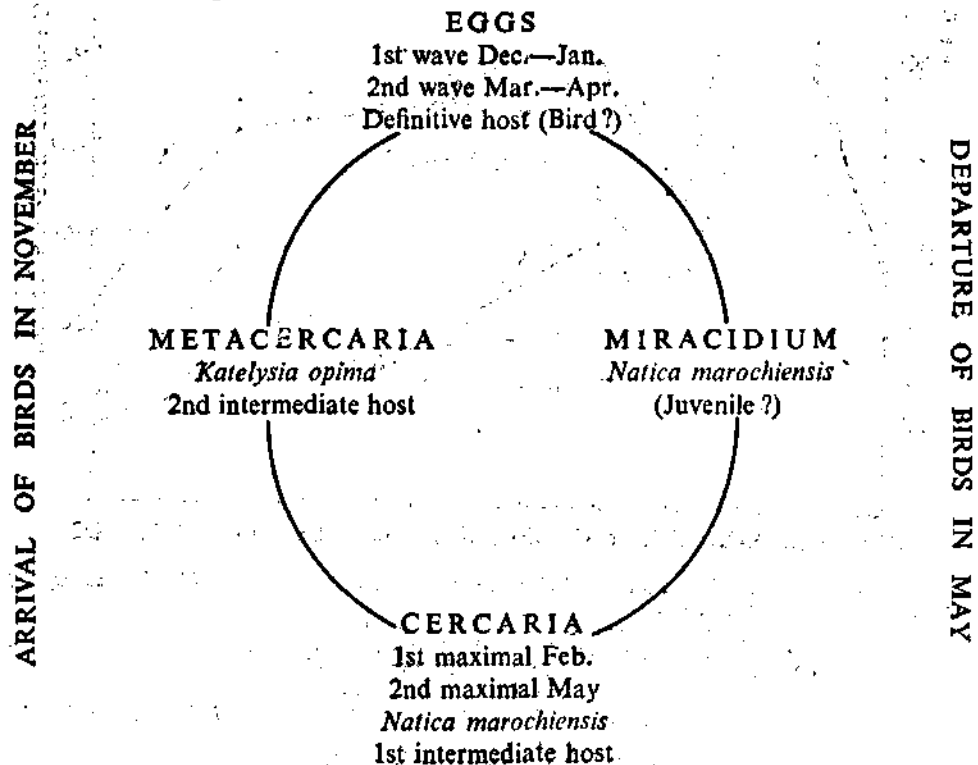 EGGS
1st wave Dec.—Jan.
2nd wave Mar.—Apr.
Definitive host (Bird?)
ARRIVAL OF BIRDS IN NOVEMBER
DEPARTURE OF BIRDS IN MAY
METACERCARIA
Katelysia opima
2nd intermediate host
MIRACIDIUM
Natica marochiensis
(Juvenile?)
CERCARIA
1st maximal Feb.
2nd maximal May
Natica marochiensis
1st intermediate host